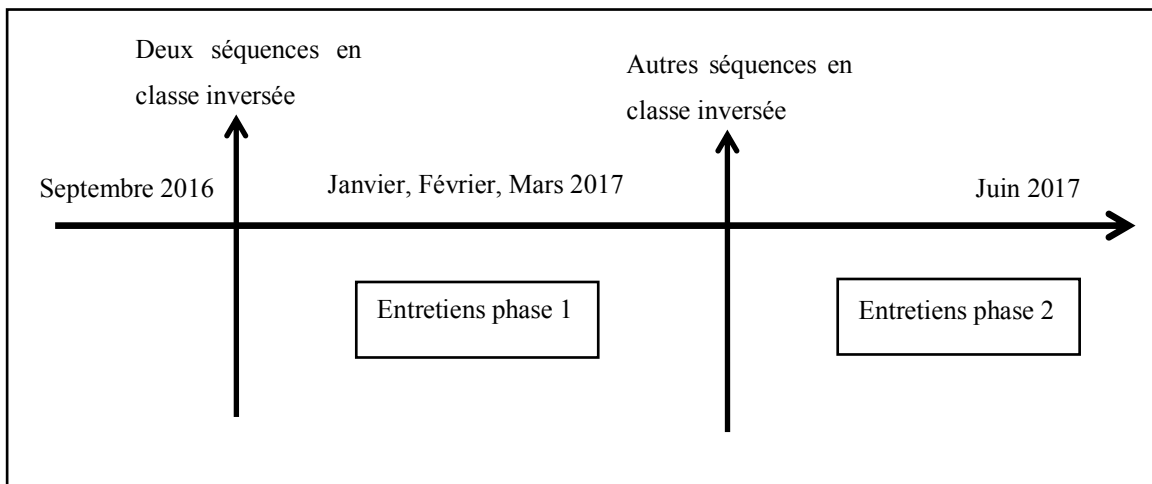 Deux séquences en
classe inversée
Autres séquences en
classe inversée
Septembre 2016
Janvier, Février, Mars 2017
Juin 2017
Entretiens phase 1
Entretiens phase 2